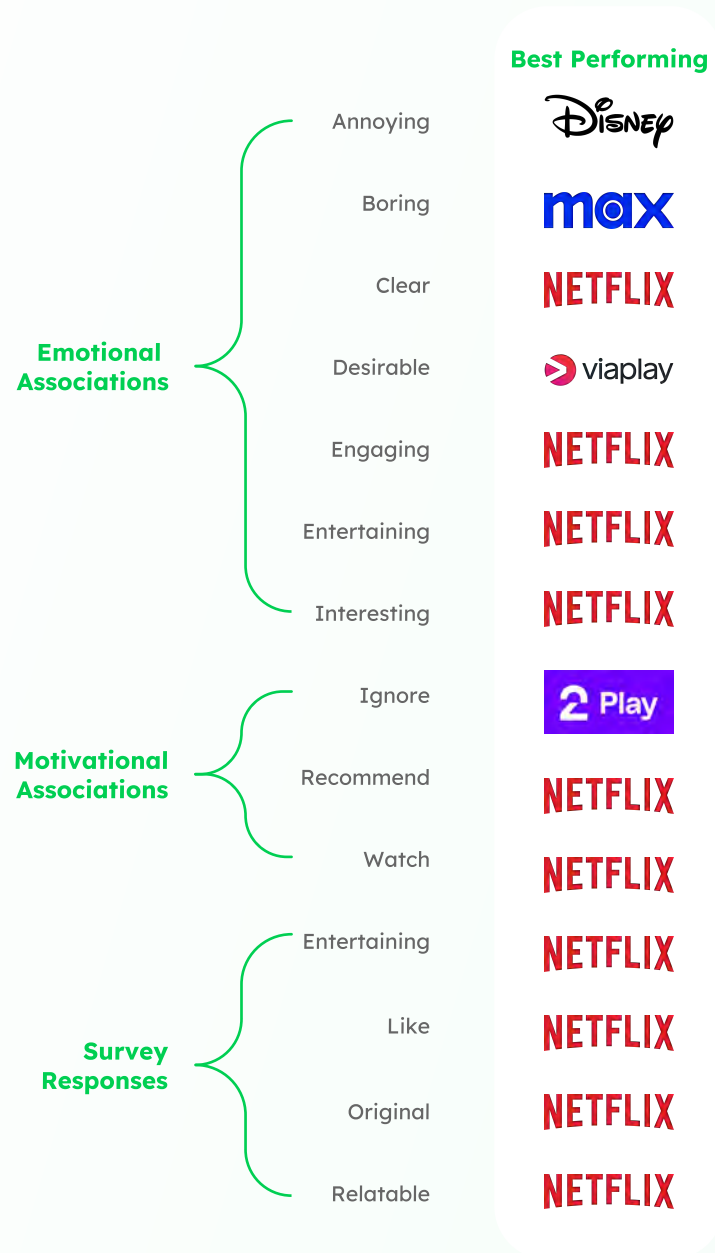 Best Performing
Annoying
Disney
Boring
max
Clear
NETFLIX
Emotional
Associations
Desirable
viaplay
Engaging
NETFLIX
Entertaining
NETFLIX
Interesting
NETFLIX
Ignore
2 Play
Motivational
Associations
Recommend
NETFLIX
Watch
NETFLIX
Entertaining
NETFLIX
Survey
Responses
Like
NETFLIX
Original
NETFLIX
Relatable
NETFLIX